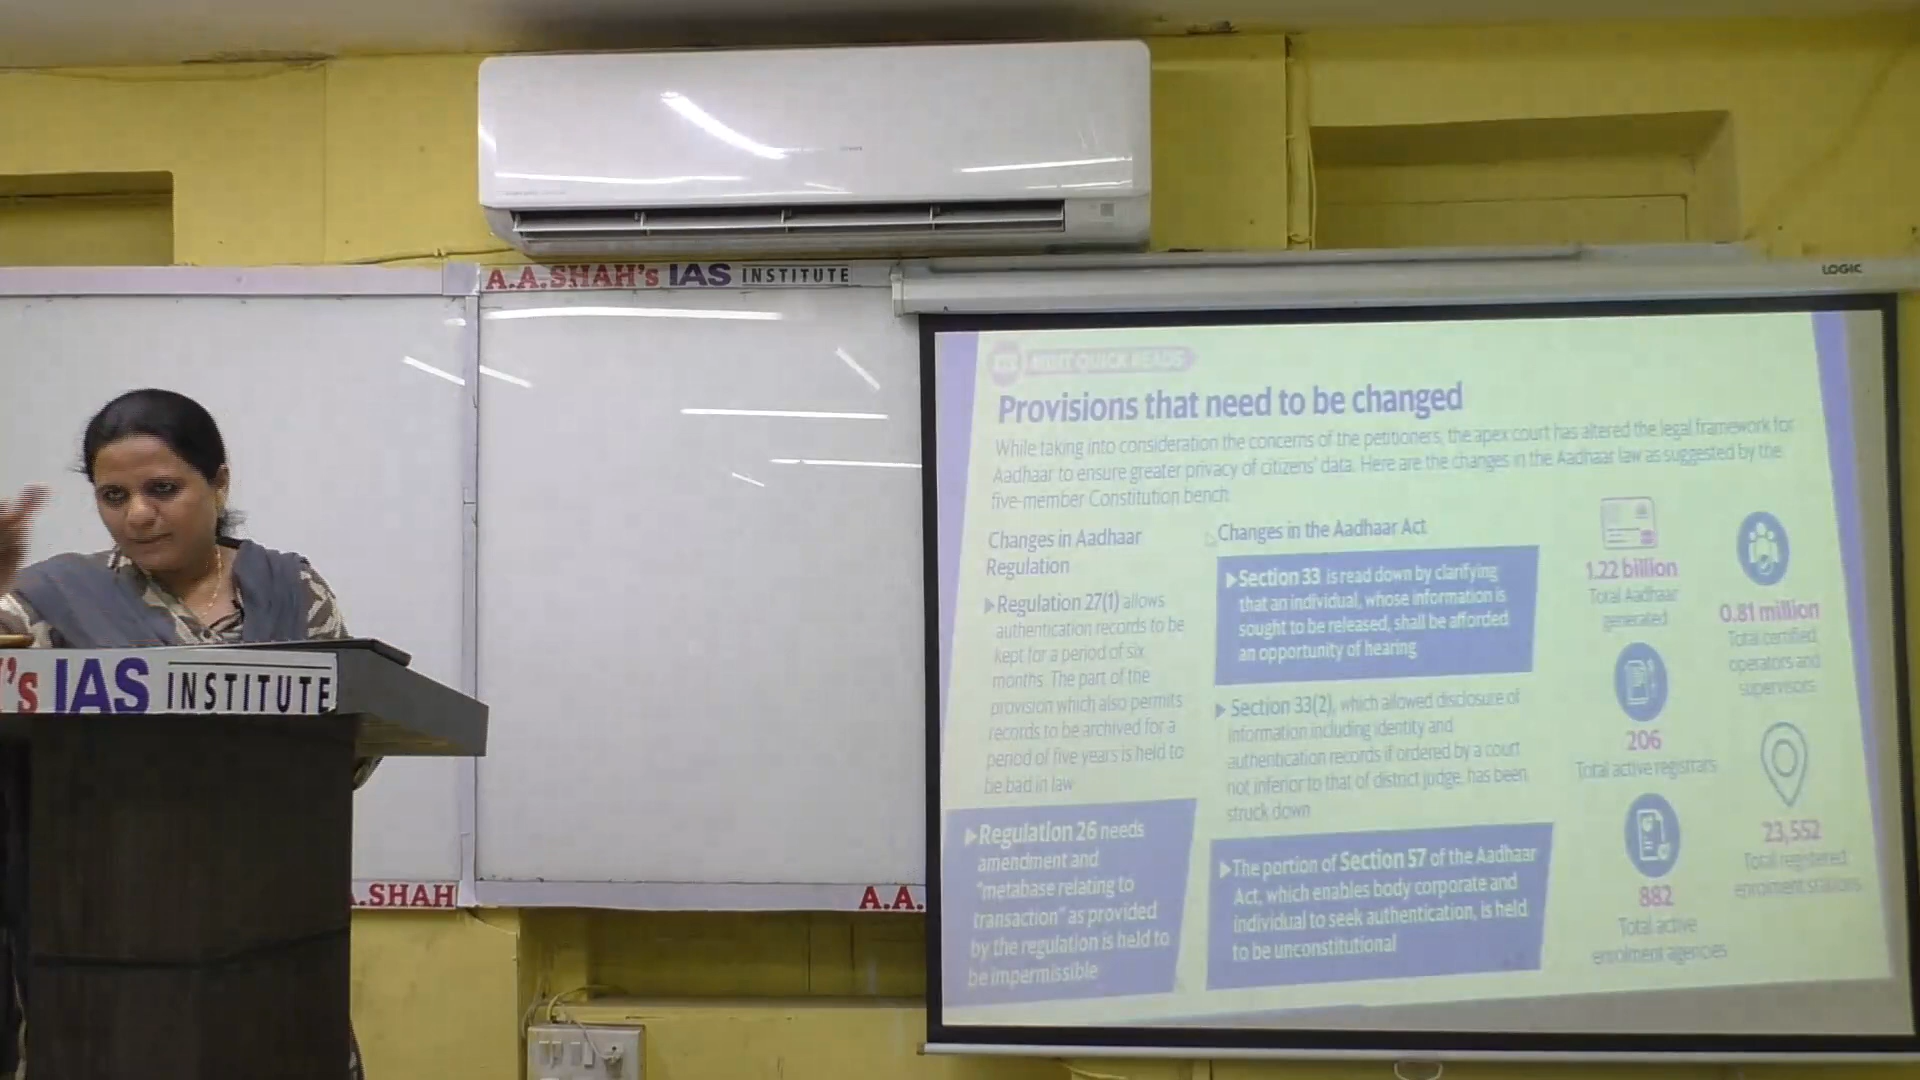 A.A.SHAH'S IAS INSTITUTE
LOGIC
MINT QUICK READS
Provisions that need to be changed
While taking into consideration the concerns of the petitioners, the apex court has altered the legal framework for
Aadhaar to ensure greater privacy of citizens' data. Here are the changes in the Aadhaar law as suggested by the
five-member Constitution bench
Changes in Aadhaar
Regulation
Regulation 27(1) allows
authentication records to be
kept for a period of six
months. The part of the
provision which also permits
records to be archived for a
period of five years is held to
be bad in law
Regulation 26 needs
amendment and
"metabase relating to
transaction" as provided
by the regulation is held to
be impermissible
Changes in the Aadhaar Act
Section 33 is read down by clarifying
that an individual, whose information is
sought to be released, shall be afforded
an opportunity of hearing
Section 33(2), which allowed disclosure of
information including identity and
authentication records if ordered by a court
not inferior to that of district judge, has been
struck down
The portion of Section 57 of the Aadhaar
Act, which enables body corporate and
individual to seek authentication, is held
to be unconstitutional
1.22 billion
Total Aadhaar
generated
0.81 million
Total certified
operators and
supervisors
206
Total active registrars
23,552
Total registered
enrolment stations
882
Total active
enrolment agencies
's IAS INSTITUTE
A.SHAH
A.A.